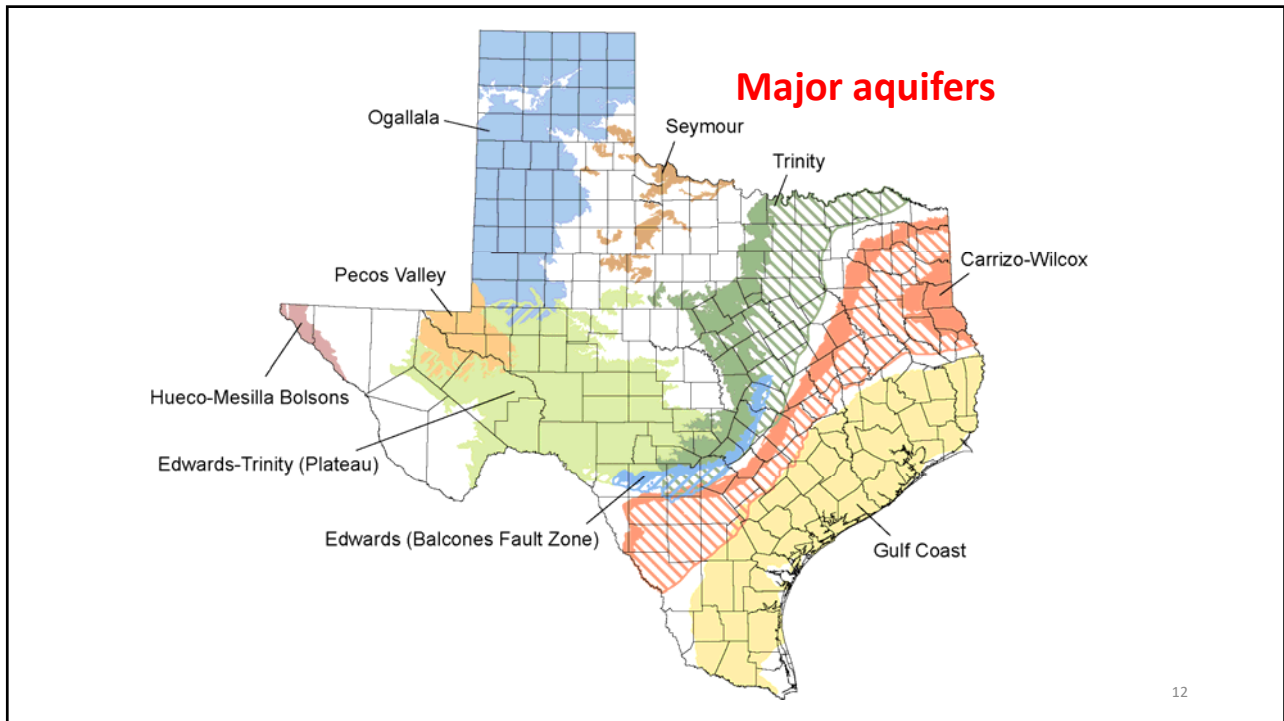 Major aquifers
Ogallala
Seymour
Trinity
Carrizo-Wilcox
Pecos Valley
Hueco-Mesilla Bolsons
Edwards-Trinity (Plateau)
Edwards (Balcones Fault Zone)
Gulf Coast
12